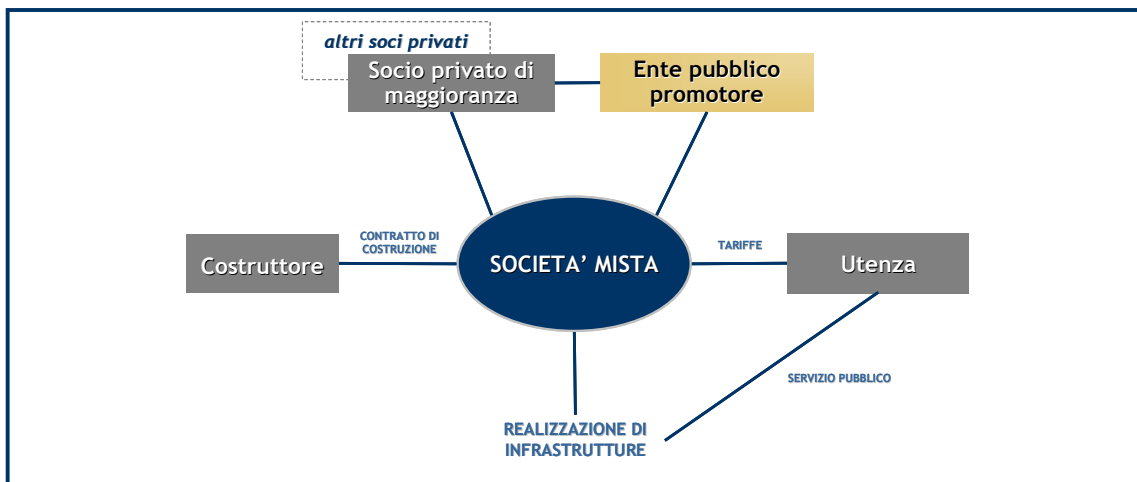 altri soci privati
Socio privato di
maggioranza
Ente pubblico
promotore
CONTRATTO DI
COSTRUZIONE
TARIFFE
Costruttore
SOCIETA’ MISTA
Utenza
SERVIZIO PUBBLICO
REALIZZAZIONE DI
INFRASTRUTTURE